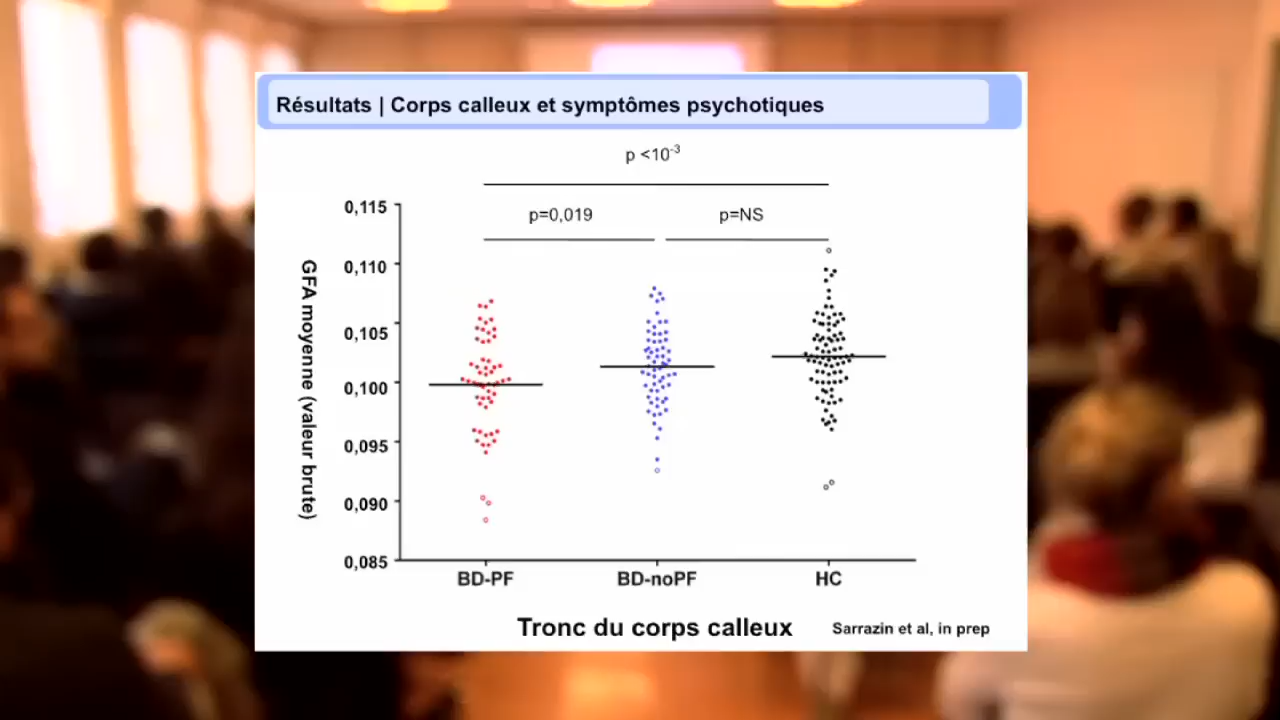 Résultats | Corps calleux et symptômes psychotiques
p <10⁻³
p=0,019
p=NS
0,115
0,110
0,105
0,100
0,095
0,090
0,085
GFA moyenne (valeur brute)
BD-PF
BD-noPF
HC
Tronc du corps calleux
Sarrazin et al, in prep